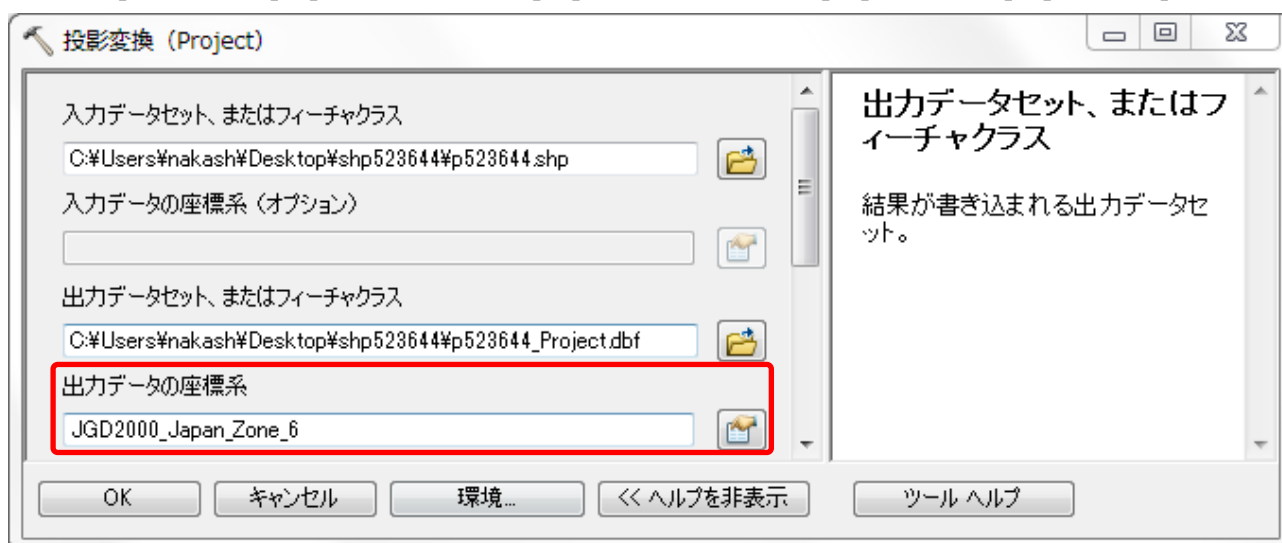 投影変換 (Project)
入力データセット、またはフィーチャクラス
C:¥Users¥nakash¥Desktop¥shp523644¥p523644.shp
入力データの座標系 (オプション)
出力データセット、またはフィーチャクラス
C:¥Users¥nakash¥Desktop¥shp523644¥p523644_Project.dbf
出力データの座標系
JGD2000_Japan_Zone_6
出力データセット、またはフ
ィーチャクラス
結果が書き込まれる出力データセ
ット。
OK
キャンセル
環境...
<< ヘルプを非表示
ツール ヘルプ